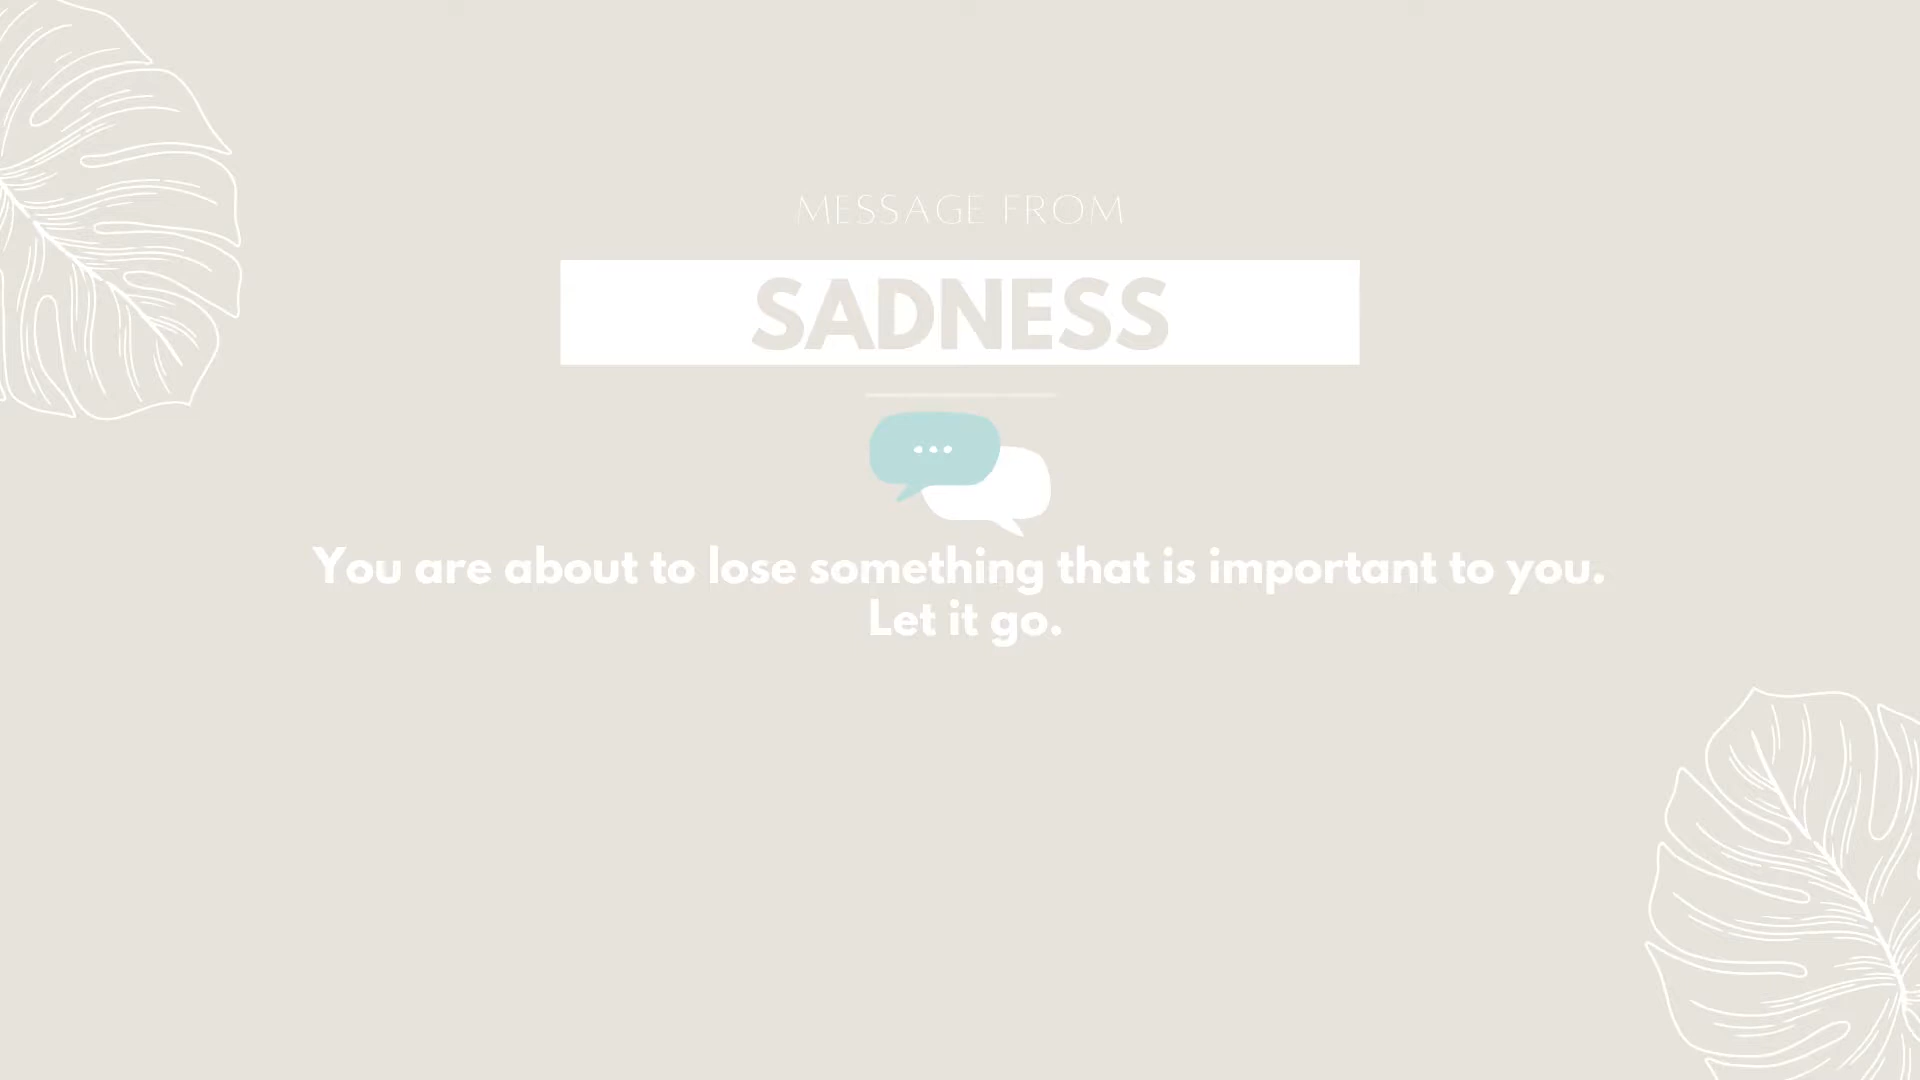 MESSAGE FROM
SADNESS
You are about to lose something that is important to you.
Let it go.